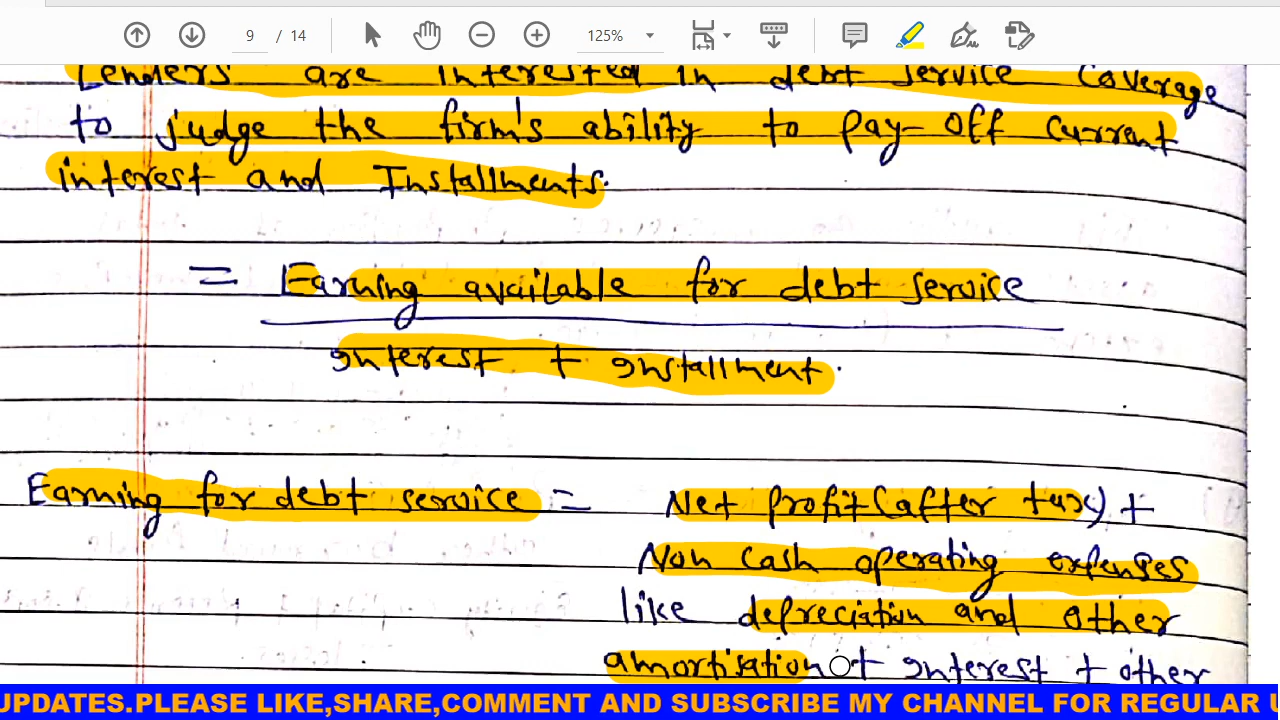 9 / 14 125%
Lenders are interested in debt service coverage
to judge the firm's ability to pay-off current
interest and Installments.
= Earning available for debt service
interest + installment.
Earning for debt service = Net profit (after tax) +
Non cash operating expenses
like depreciation and other
amortisation + interest + other
UPDATES.PLEASE LIKE,SHARE,COMMENT AND SUBSCRIBE MY CHANNEL FOR REGULAR U